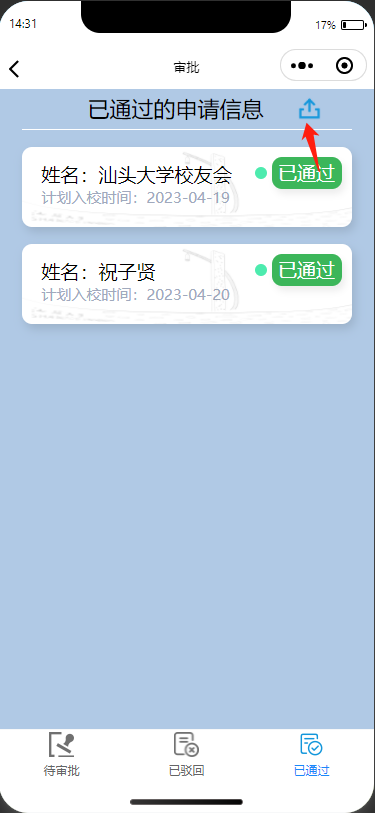 14:31 17%
审批
已通过的申请信息
姓名：汕头大学校友会 已通过
计划入校时间：2023-04-19
姓名：祝子贤 已通过
计划入校时间：2023-04-20
待审批 已驳回 已通过